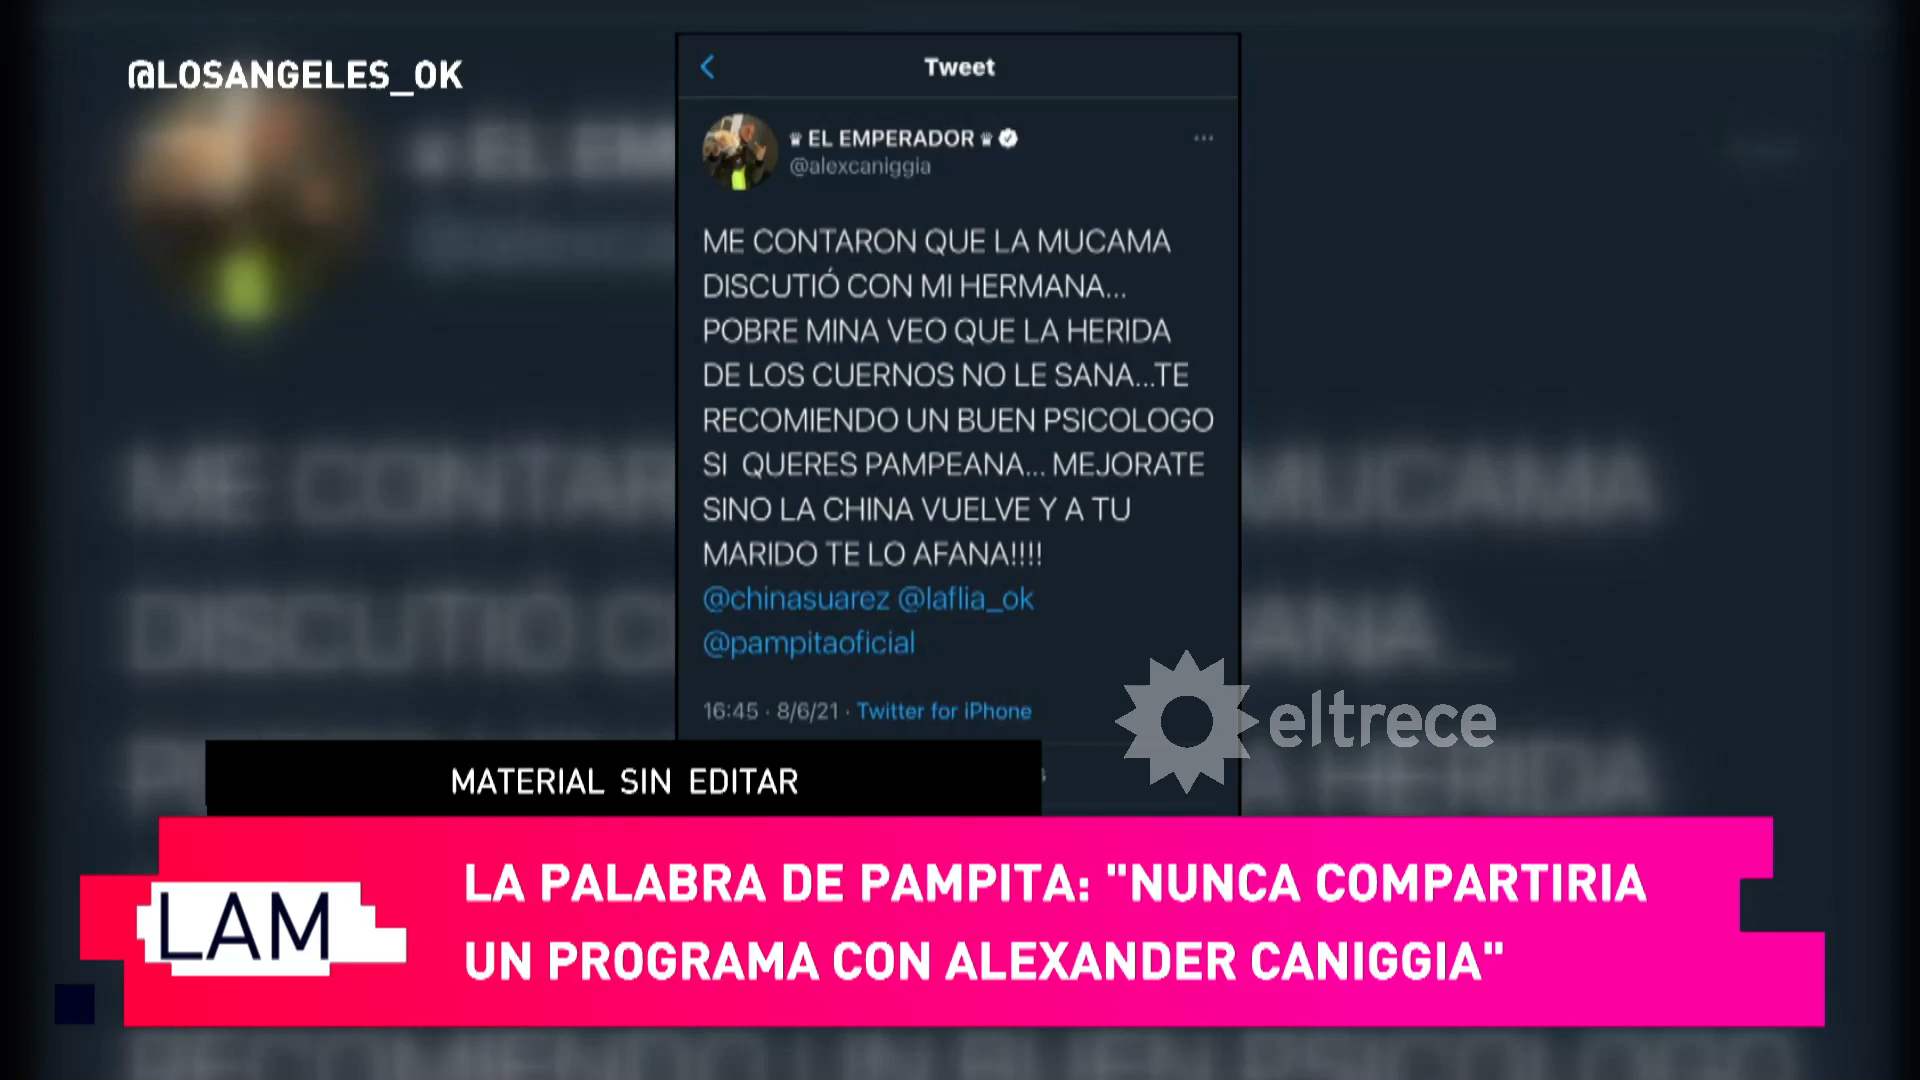 @LOSANGELES_OK
Tweet
EL EMPERADOR
@alexcaniggia
ME CONTARON QUE LA MUCAMA
DISCUTIÓ CON MI HERMANA...
POBRE MINA VEO QUE LA HERIDA
DE LOS CUERNOS NO LE SANA...TE
RECOMIENDO UN BUEN PSICOLOGO
SI QUERES PAMPEANA... MEJORATE
SINO LA CHINA VUELVE Y A TU
MARIDO TE LO AFANA!!!!
@chinasuarez @laflia_ok
@pampitaoficial
16:45 · 8/6/21 · Twitter for iPhone
eltrece
MATERIAL SIN EDITAR
LAM
LA PALABRA DE PAMPITA: "NUNCA COMPARTIRIA
UN PROGRAMA CON ALEXANDER CANIGGIA"